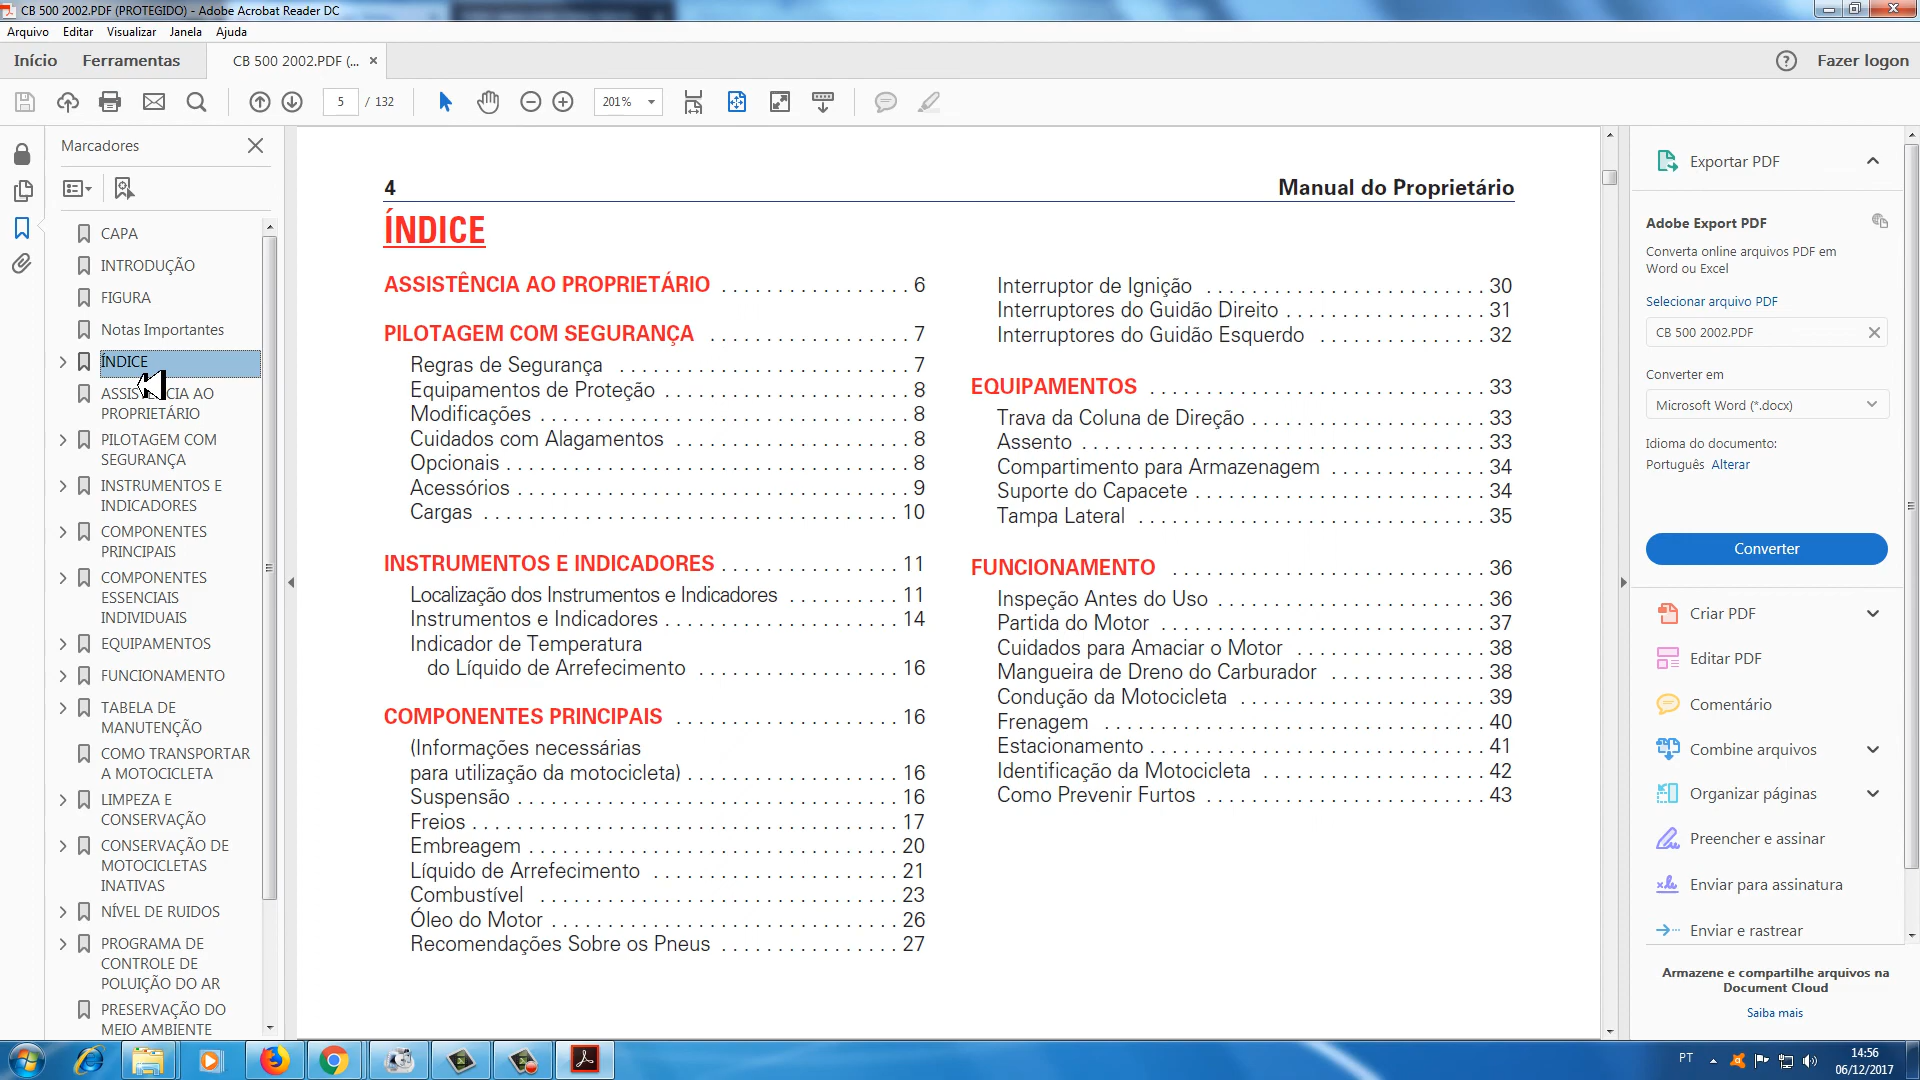 CB 500 2002.PDF (PROTEGIDO) - Adobe Acrobat Reader DC
Arquivo Editar Visualizar Janela Ajuda
Início Ferramentas CB 500 2002.PDF (... × ? Fazer logon
5 / 132 201%
Marcadores
CAPA
INTRODUÇÃO
FIGURA
Notas Importantes
ÍNDICE
ASSISTÊNCIA AO
PROPRIETÁRIO
PILOTAGEM COM
SEGURANÇA
INSTRUMENTOS E
INDICADORES
COMPONENTES
PRINCIPAIS
COMPONENTES
ESSENCIAIS
INDIVIDUAIS
EQUIPAMENTOS
FUNCIONAMENTO
TABELA DE
MANUTENÇÃO
COMO TRANSPORTAR
A MOTOCICLETA
LIMPEZA E
CONSERVAÇÃO
CONSERVAÇÃO DE
MOTOCICLETAS
INATIVAS
NÍVEL DE RUIDOS
PROGRAMA DE
CONTROLE DE
POLUIÇÃO DO AR
PRESERVAÇÃO DO
MEIO AMBIENTE
4 Manual do Proprietário
ÍNDICE
ASSISTÊNCIA AO PROPRIETÁRIO . . . . . . . . . . . . . . . . . 6
PILOTAGEM COM SEGURANÇA . . . . . . . . . . . . . . . . . . 7
Regras de Segurança . . . . . . . . . . . . . . . . . . . . . . . . . . 7
Equipamentos de Proteção . . . . . . . . . . . . . . . . . . . . . . 8
Modificações . . . . . . . . . . . . . . . . . . . . . . . . . . . . . . . . . 8
Cuidados com Alagamentos . . . . . . . . . . . . . . . . . . . . . 8
Opcionais . . . . . . . . . . . . . . . . . . . . . . . . . . . . . . . . . . . . 8
Acessórios . . . . . . . . . . . . . . . . . . . . . . . . . . . . . . . . . . . 9
Cargas . . . . . . . . . . . . . . . . . . . . . . . . . . . . . . . . . . . . . 10
INSTRUMENTOS E INDICADORES . . . . . . . . . . . . . . . . 11
Localização dos Instrumentos e Indicadores . . . . . . . . . . 11
Instrumentos e Indicadores . . . . . . . . . . . . . . . . . . . . . 14
Indicador de Temperatura
do Líquido de Arrefecimento . . . . . . . . . . . . . . . . . . 16
COMPONENTES PRINCIPAIS . . . . . . . . . . . . . . . . . . . . 16
(Informações necessárias
para utilização da motocicleta) . . . . . . . . . . . . . . . . . . . 16
Suspensão . . . . . . . . . . . . . . . . . . . . . . . . . . . . . . . . . . 16
Freios . . . . . . . . . . . . . . . . . . . . . . . . . . . . . . . . . . . . . . 17
Embreagem . . . . . . . . . . . . . . . . . . . . . . . . . . . . . . . . . 20
Líquido de Arrefecimento . . . . . . . . . . . . . . . . . . . . . . 21
Combustível . . . . . . . . . . . . . . . . . . . . . . . . . . . . . . . . 23
Óleo do Motor . . . . . . . . . . . . . . . . . . . . . . . . . . . . . . . 26
Recomendações Sobre os Pneus . . . . . . . . . . . . . . . . 27
Interruptor de Ignição . . . . . . . . . . . . . . . . . . . . . . . . . 30
Interruptores do Guidão Direito . . . . . . . . . . . . . . . . . . 31
Interruptores do Guidão Esquerdo . . . . . . . . . . . . . . . 32
EQUIPAMENTOS . . . . . . . . . . . . . . . . . . . . . . . . . . . . . . 33
Trava da Coluna de Direção . . . . . . . . . . . . . . . . . . . . . 33
Assento . . . . . . . . . . . . . . . . . . . . . . . . . . . . . . . . . . . . 33
Compartimento para Armazenagem . . . . . . . . . . . . . . 34
Suporte do Capacete . . . . . . . . . . . . . . . . . . . . . . . . . . 34
Tampa Lateral . . . . . . . . . . . . . . . . . . . . . . . . . . . . . . . 35
FUNCIONAMENTO . . . . . . . . . . . . . . . . . . . . . . . . . . . . 36
Inspeção Antes do Uso . . . . . . . . . . . . . . . . . . . . . . . . 36
Partida do Motor . . . . . . . . . . . . . . . . . . . . . . . . . . . . . 37
Cuidados para Amaciar o Motor . . . . . . . . . . . . . . . . . 38
Mangueira de Dreno do Carburador . . . . . . . . . . . . . . 38
Condução da Motocicleta . . . . . . . . . . . . . . . . . . . . . . 39
Frenagem . . . . . . . . . . . . . . . . . . . . . . . . . . . . . . . . . . 40
Estacionamento . . . . . . . . . . . . . . . . . . . . . . . . . . . . . . 41
Identificação da Motocicleta . . . . . . . . . . . . . . . . . . . . 42
Como Prevenir Furtos . . . . . . . . . . . . . . . . . . . . . . . . . 43
Exportar PDF
Adobe Export PDF
Converta online arquivos PDF em
Word ou Excel
Selecionar arquivo PDF
CB 500 2002.PDF
Converter em
Microsoft Word (*.docx)
Idioma do documento:
Português Alterar
Converter
Criar PDF
Editar PDF
Comentário
Combine arquivos
Organizar páginas
Preencher e assinar
Enviar para assinatura
Enviar e rastrear
Armazene e compartilhe arquivos na
Document Cloud
Saiba mais
PT 14:56
06/12/2017